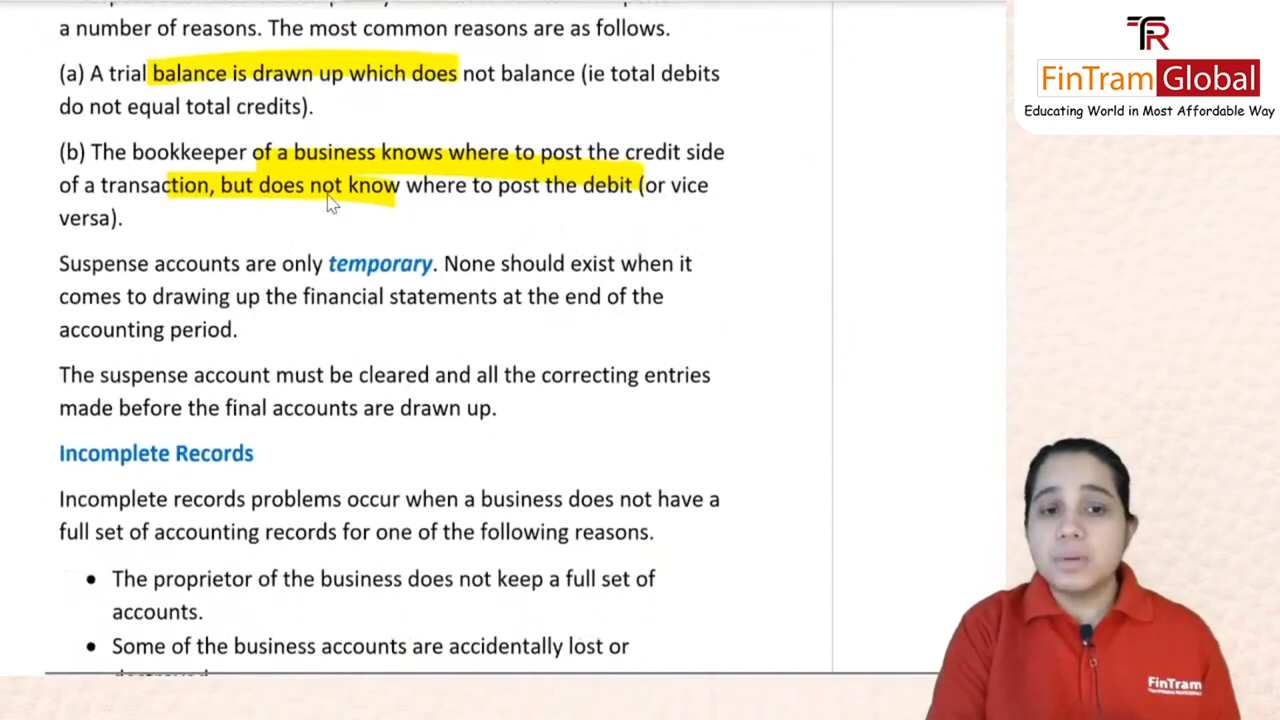 a number of reasons. The most common reasons are as follows.
(a) A trial balance is drawn up which does not balance (ie total debits
do not equal total credits).
(b) The bookkeeper of a business knows where to post the credit side
of a transaction, but does not know where to post the debit (or vice
versa).
Suspense accounts are only temporary. None should exist when it
comes to drawing up the financial statements at the end of the
accounting period.
The suspense account must be cleared and all the correcting entries
made before the final accounts are drawn up.
Incomplete Records
Incomplete records problems occur when a business does not have a
full set of accounting records for one of the following reasons.
• The proprietor of the business does not keep a full set of
accounts.
• Some of the business accounts are accidentally lost or
FinTram Global
Educating World in Most Affordable Way
FinTram